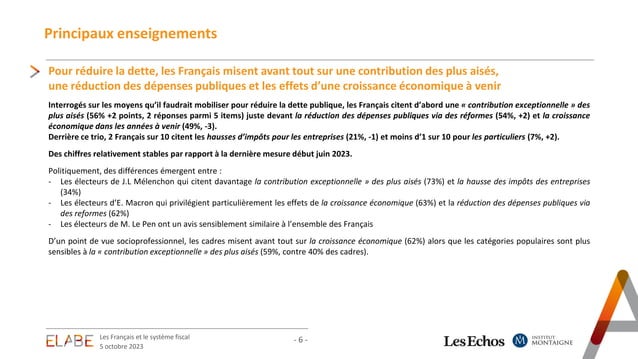 Principaux enseignements
Pour réduire la dette, les Français misent avant tout sur une contribution des plus aisés,
une réduction des dépenses publiques et les effets d’une croissance économique à venir
Interrogés sur les moyens qu’il faudrait mobiliser pour réduire la dette publique, les Français citent d’abord une « contribution exceptionnelle » des
plus aisés (56% +2 points, 2 réponses parmi 5 items) juste devant la réduction des dépenses publiques via des réformes (54%, +2) et la croissance
économique dans les années à venir (49%, -3).
Derrière ce trio, 2 Français sur 10 citent les hausses d’impôts pour les entreprises (21%, -1) et moins d’1 sur 10 pour les particuliers (7%, +2).
Des chiffres relativement stables par rapport à la dernière mesure début juin 2023.
Politiquement, des différences émergent entre :
- Les électeurs de J.L Mélenchon qui citent davantage la contribution exceptionnelle » des plus aisés (73%) et la hausse des impôts des entreprises
(34%)
- Les électeurs d’E. Macron qui privilégient particulièrement les effets de la croissance économique (63%) et la réduction des dépenses publiques via
des reformes (62%)
- Les électeurs de M. Le Pen ont un avis sensiblement similaire à l’ensemble des Français
D’un point de vue socioprofessionnel, les cadres misent avant tout sur la croissance économique (62%) alors que les catégories populaires sont plus
sensibles à la « contribution exceptionnelle » des plus aisés (59%, contre 40% des cadres).
ELABE
Les Français et le système fiscal
5 octobre 2023
- 6 -
Les Echos
M
INSTITUT
MONTAIGNE